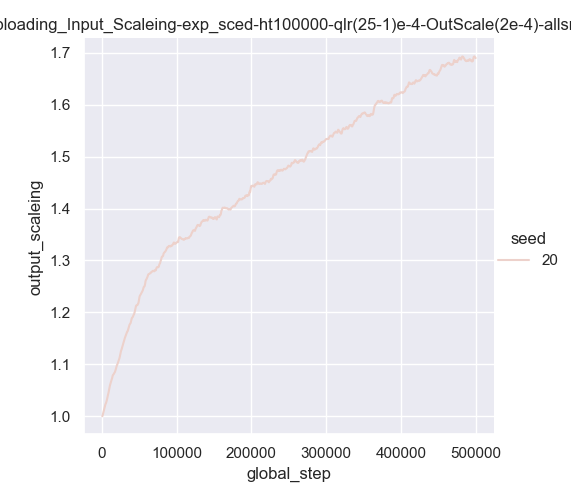 ploading_Input_Scaleing-exp_sced-ht100000-qlr(25-1)e-4-OutScale(2e-4)-allsr
1.7
1.6
1.5
1.4
1.3
1.2
1.1
1.0
output_scaleing
0 100000 200000 300000 400000 500000
global_step
seed
20